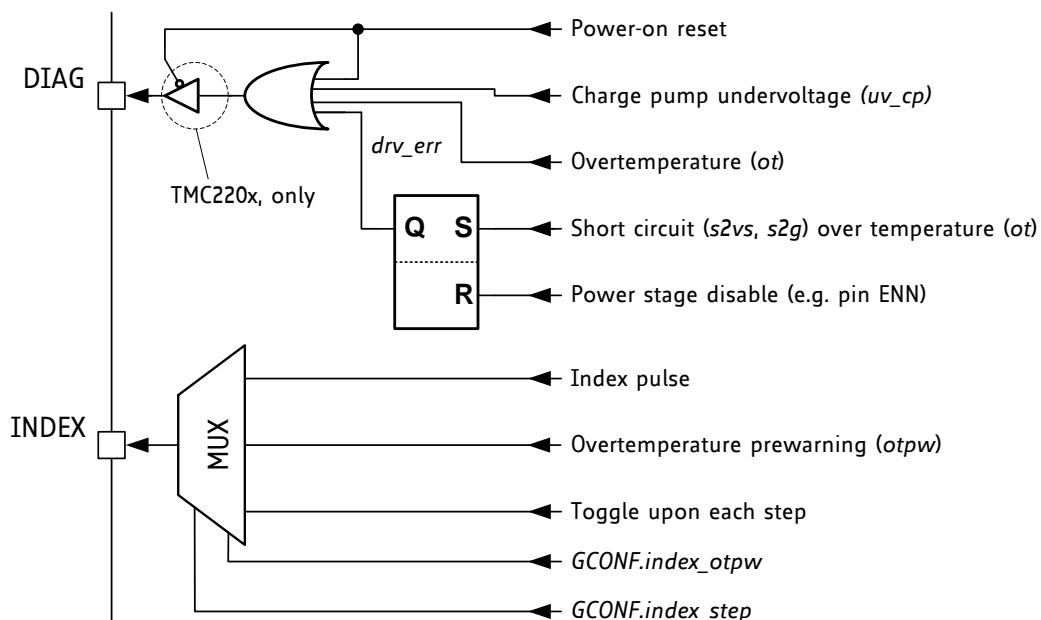 Power-on reset
DIAG
Charge pump undervoltage (uv_cp)
drv_err
Overtemperature (ot)
TMC220x, only
Q S
Short circuit (s2vs, s2g) over temperature (ot)
R
Power stage disable (e.g. pin ENN)
Index pulse
INDEX
MUX
Overtemperature prewarning (otpw)
Toggle upon each step
GCONF.index_otpw
GCONF.index_step